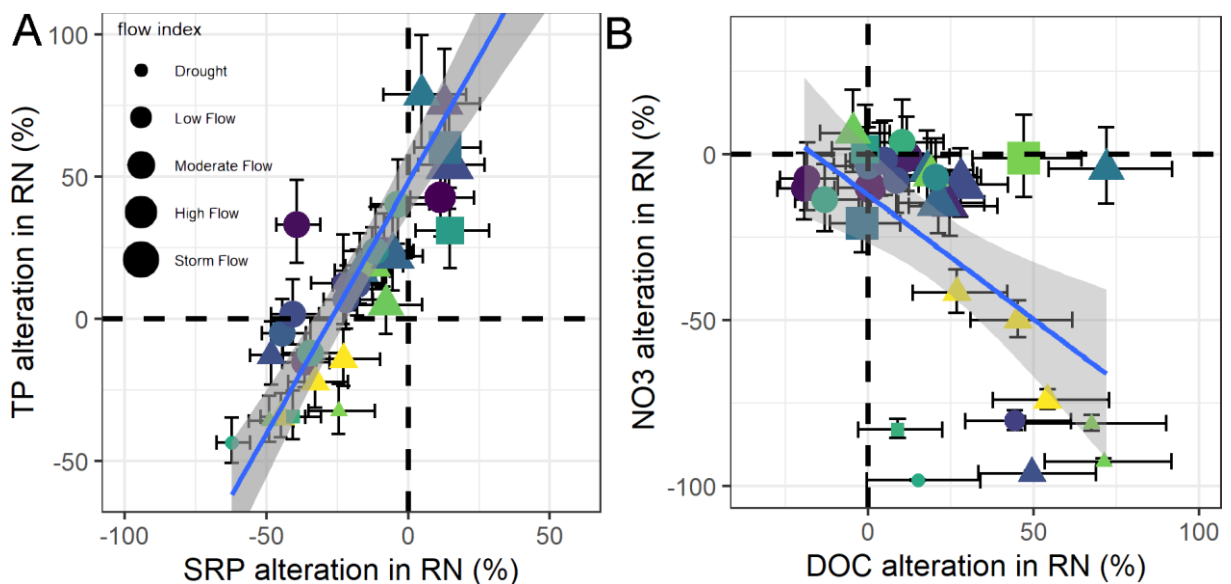 A
flow index
Drought
Low Flow
Moderate Flow
High Flow
Storm Flow
100
50
0
-50
-100
-50
0
50
TP alteration in RN (%)
SRP alteration in RN (%)
B
0
-50
-100
0
50
100
NO3 alteration in RN (%)
DOC alteration in RN (%)